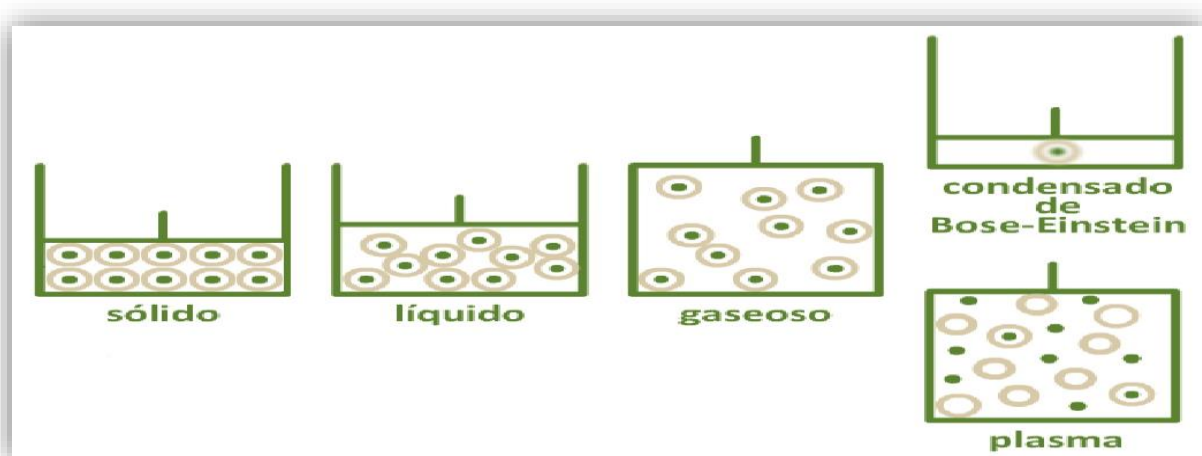 sólido
líquido
gaseoso
condensado
de
Bose-Einstein
plasma